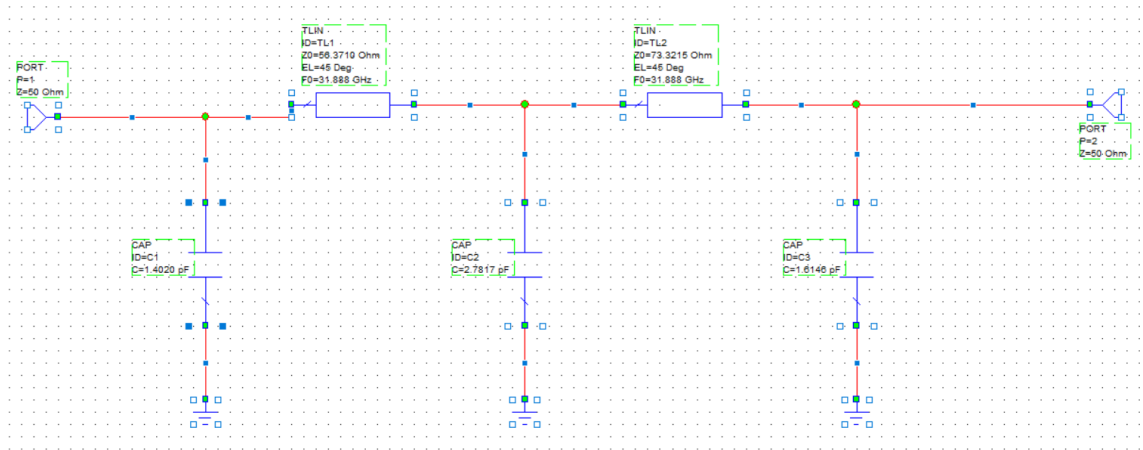 TLIN
ID=TL1
Z0=56.3710 Ohm
EL=45 Deg
F0=31.888 GHz
TLIN
ID=TL2
Z0=73.3215 Ohm
EL=45 Deg
F0=31.888 GHz
PORT
P=1
Z=50 Ohm
PORT
P=2
Z=50 Ohm
CAP
ID=C1
C=1.4020 pF
CAP
ID=C2
C=2.7817 pF
CAP
ID=C3
C=1.6146 pF